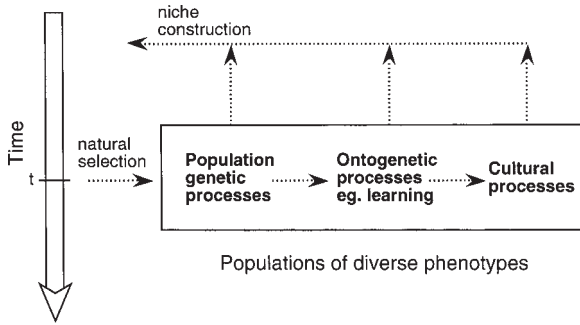 niche
construction
Time
natural
selection
t
Population
genetic
processes
Ontogenetic
processes
eg. learning
Cultural
processes
Populations of diverse phenotypes